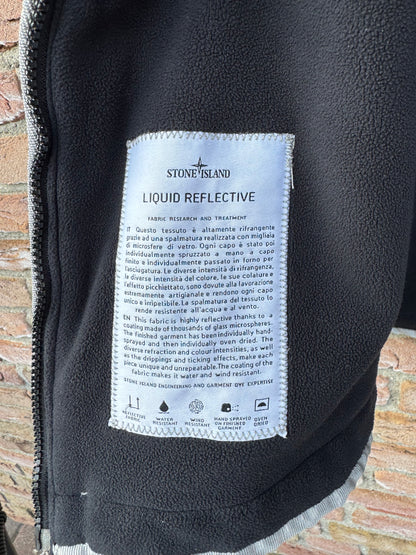 STONE ISLAND
LIQUID REFLECTIVE
FABRIC RESEARCH AND TREATMENT
IT Questo tessuto è altamente rifrangente
grazie ad una spalmatura realizzata con migliaia
di microsfere di vetro. Ogni capo è stato poi
individualmente spruzzato a mano a capo
finito e individualmente passato in forno per
l'asciugatura. Le diverse intensità di rifrangenza,
le diverse intensità del colore, le sue colature e
l'effetto picchiettato, sono dovute alla lavorazione
estremamente artigianale e rendono ogni capo
unico e irripetibile. La spalmatura del tessuto lo
rende resistente all'acqua e al vento.
EN This fabric is highly reflective thanks to a
coating made of thousands of glass microspheres.
The finished garment has been individually hand-
sprayed and then individually oven dried. The
diverse refraction and colour intensities, as well
as the drippings and ticking effects, make each
piece unique and unrepeatable. The coating of the
fabric makes it water and wind resistant.
STONE ISLAND ENGINEERING AND GARMENT DYE EXPERTISE
REFLECTIVE FABRIC
WATER RESISTANT
WIND RESISTANT
HAND SPRAYED ON FINISHED GARMENT
OVEN DRIED